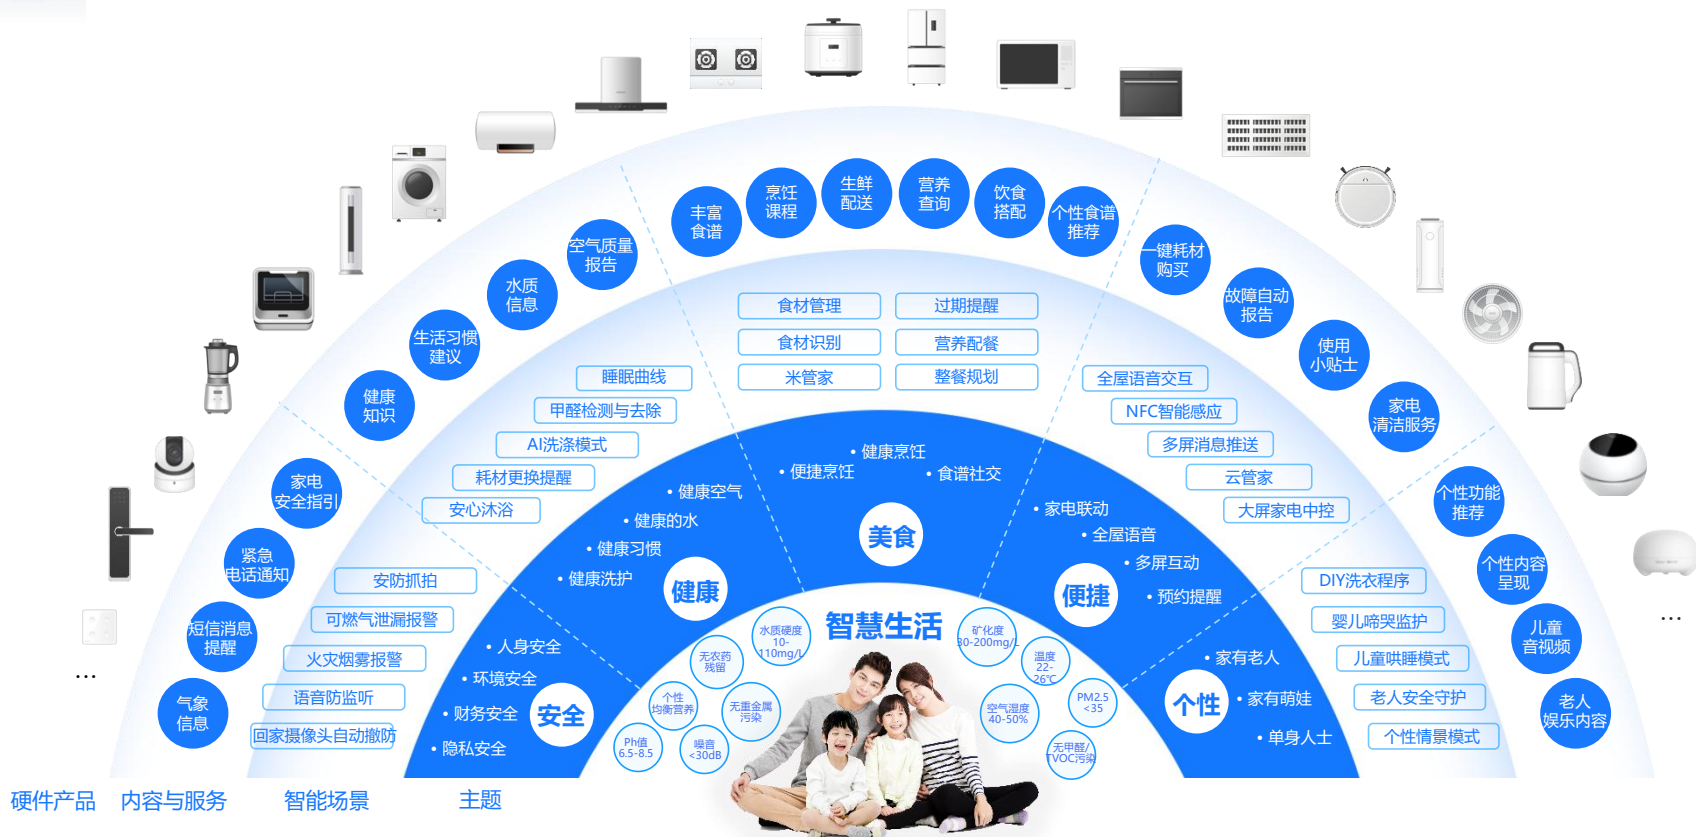 丰富
食谱
烹饪
课程
生鲜
配送
营养
查询
饮食
搭配
个性食谱
推荐
空气质量
报告
水质
信息
生活习惯
建议
健康
知识
家电
安全指引
紧急
电话通知
短信消息
提醒
气象
信息
一键耗材
购买
故障自动
报告
使用
小贴士
家电
清洁服务
个性功能
推荐
个性内容
呈现
儿童
音视频
老人
娱乐内容
食材管理
过期提醒
食材识别
营养配餐
米管家
整餐规划
睡眠曲线
甲醛检测与去除
AI洗涤模式
耗材更换提醒
安心沐浴
安防抓拍
可燃气泄漏报警
火灾烟雾报警
语音防监听
回家摄像头自动撤防
全屋语音交互
NFC智能感应
多屏消息推送
云管家
大屏家电中控
DIY洗衣程序
婴儿啼哭监护
儿童哄睡模式
老人安全守护
个性情景模式
• 健康烹饪
• 便捷烹饪
• 食谱社交
美食
• 健康空气
• 健康的水
• 健康习惯
• 健康洗护
健康
• 家电联动
• 全屋语音
• 多屏互动
• 预约提醒
便捷
• 人身安全
• 环境安全
• 财务安全
• 隐私安全
安全
• 家有老人
• 家有萌娃
• 单身人士
个性
智慧生活
水质硬度
10-
110mg/L
无农药
残留
个性
均衡营养
无重金属
污染
Ph值
6.5-8.5
噪音
<30dB
矿化度
30-200mg/L
温度
22-
26℃
空气湿度
40-50%
PM2.5
<35
无甲醛/
TVOC污染
...
...
硬件产品
内容与服务
智能场景
主题